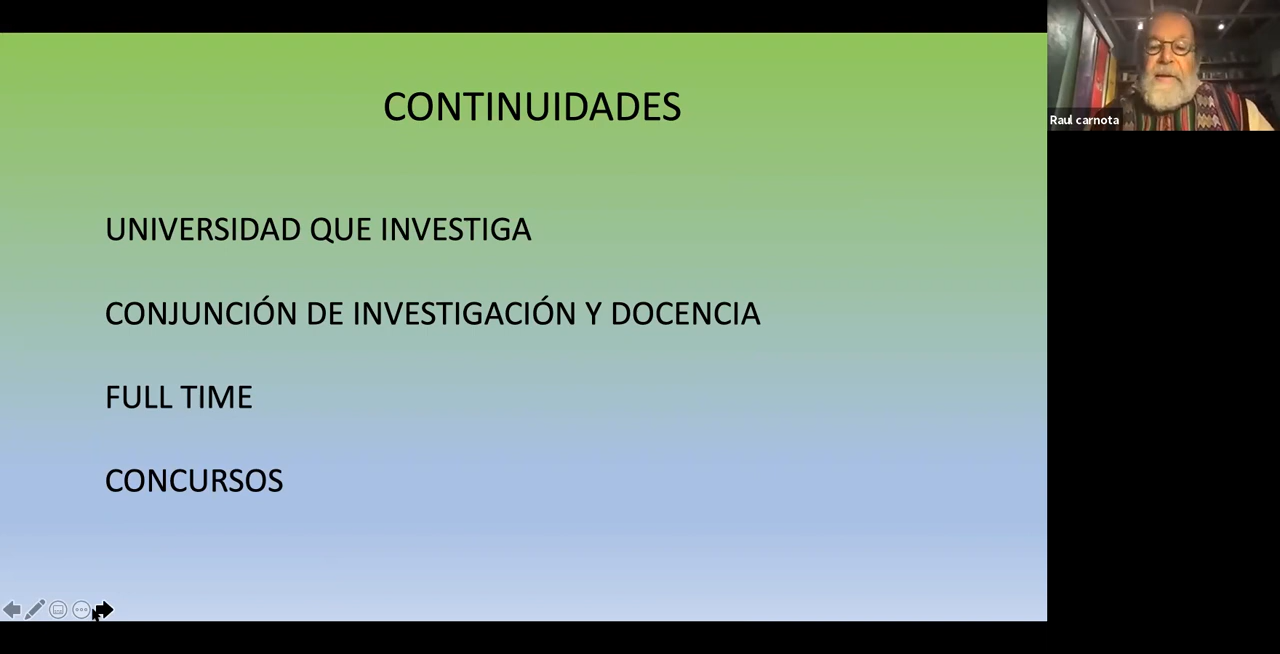 CONTINUIDADES
UNIVERSIDAD QUE INVESTIGA
CONJUNCIÓN DE INVESTIGACIÓN Y DOCENCIA
FULL TIME
CONCURSOS
Raul carnota